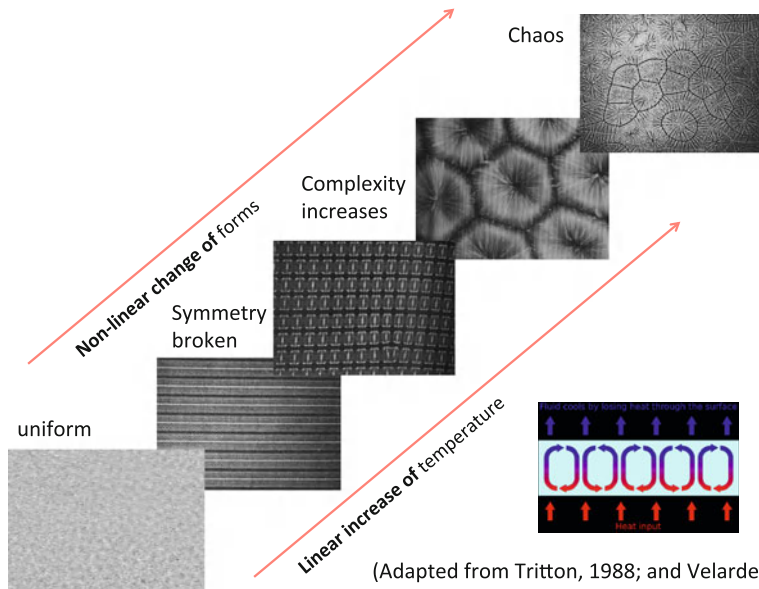 Chaos
Complexity
increases
Non-linear change of forms
Symmetry
broken
uniform
Linear increase of temperature
Fluid cools by losing heat through the surface
Heat input
(Adapted from Tritton, 1988; and Velarde